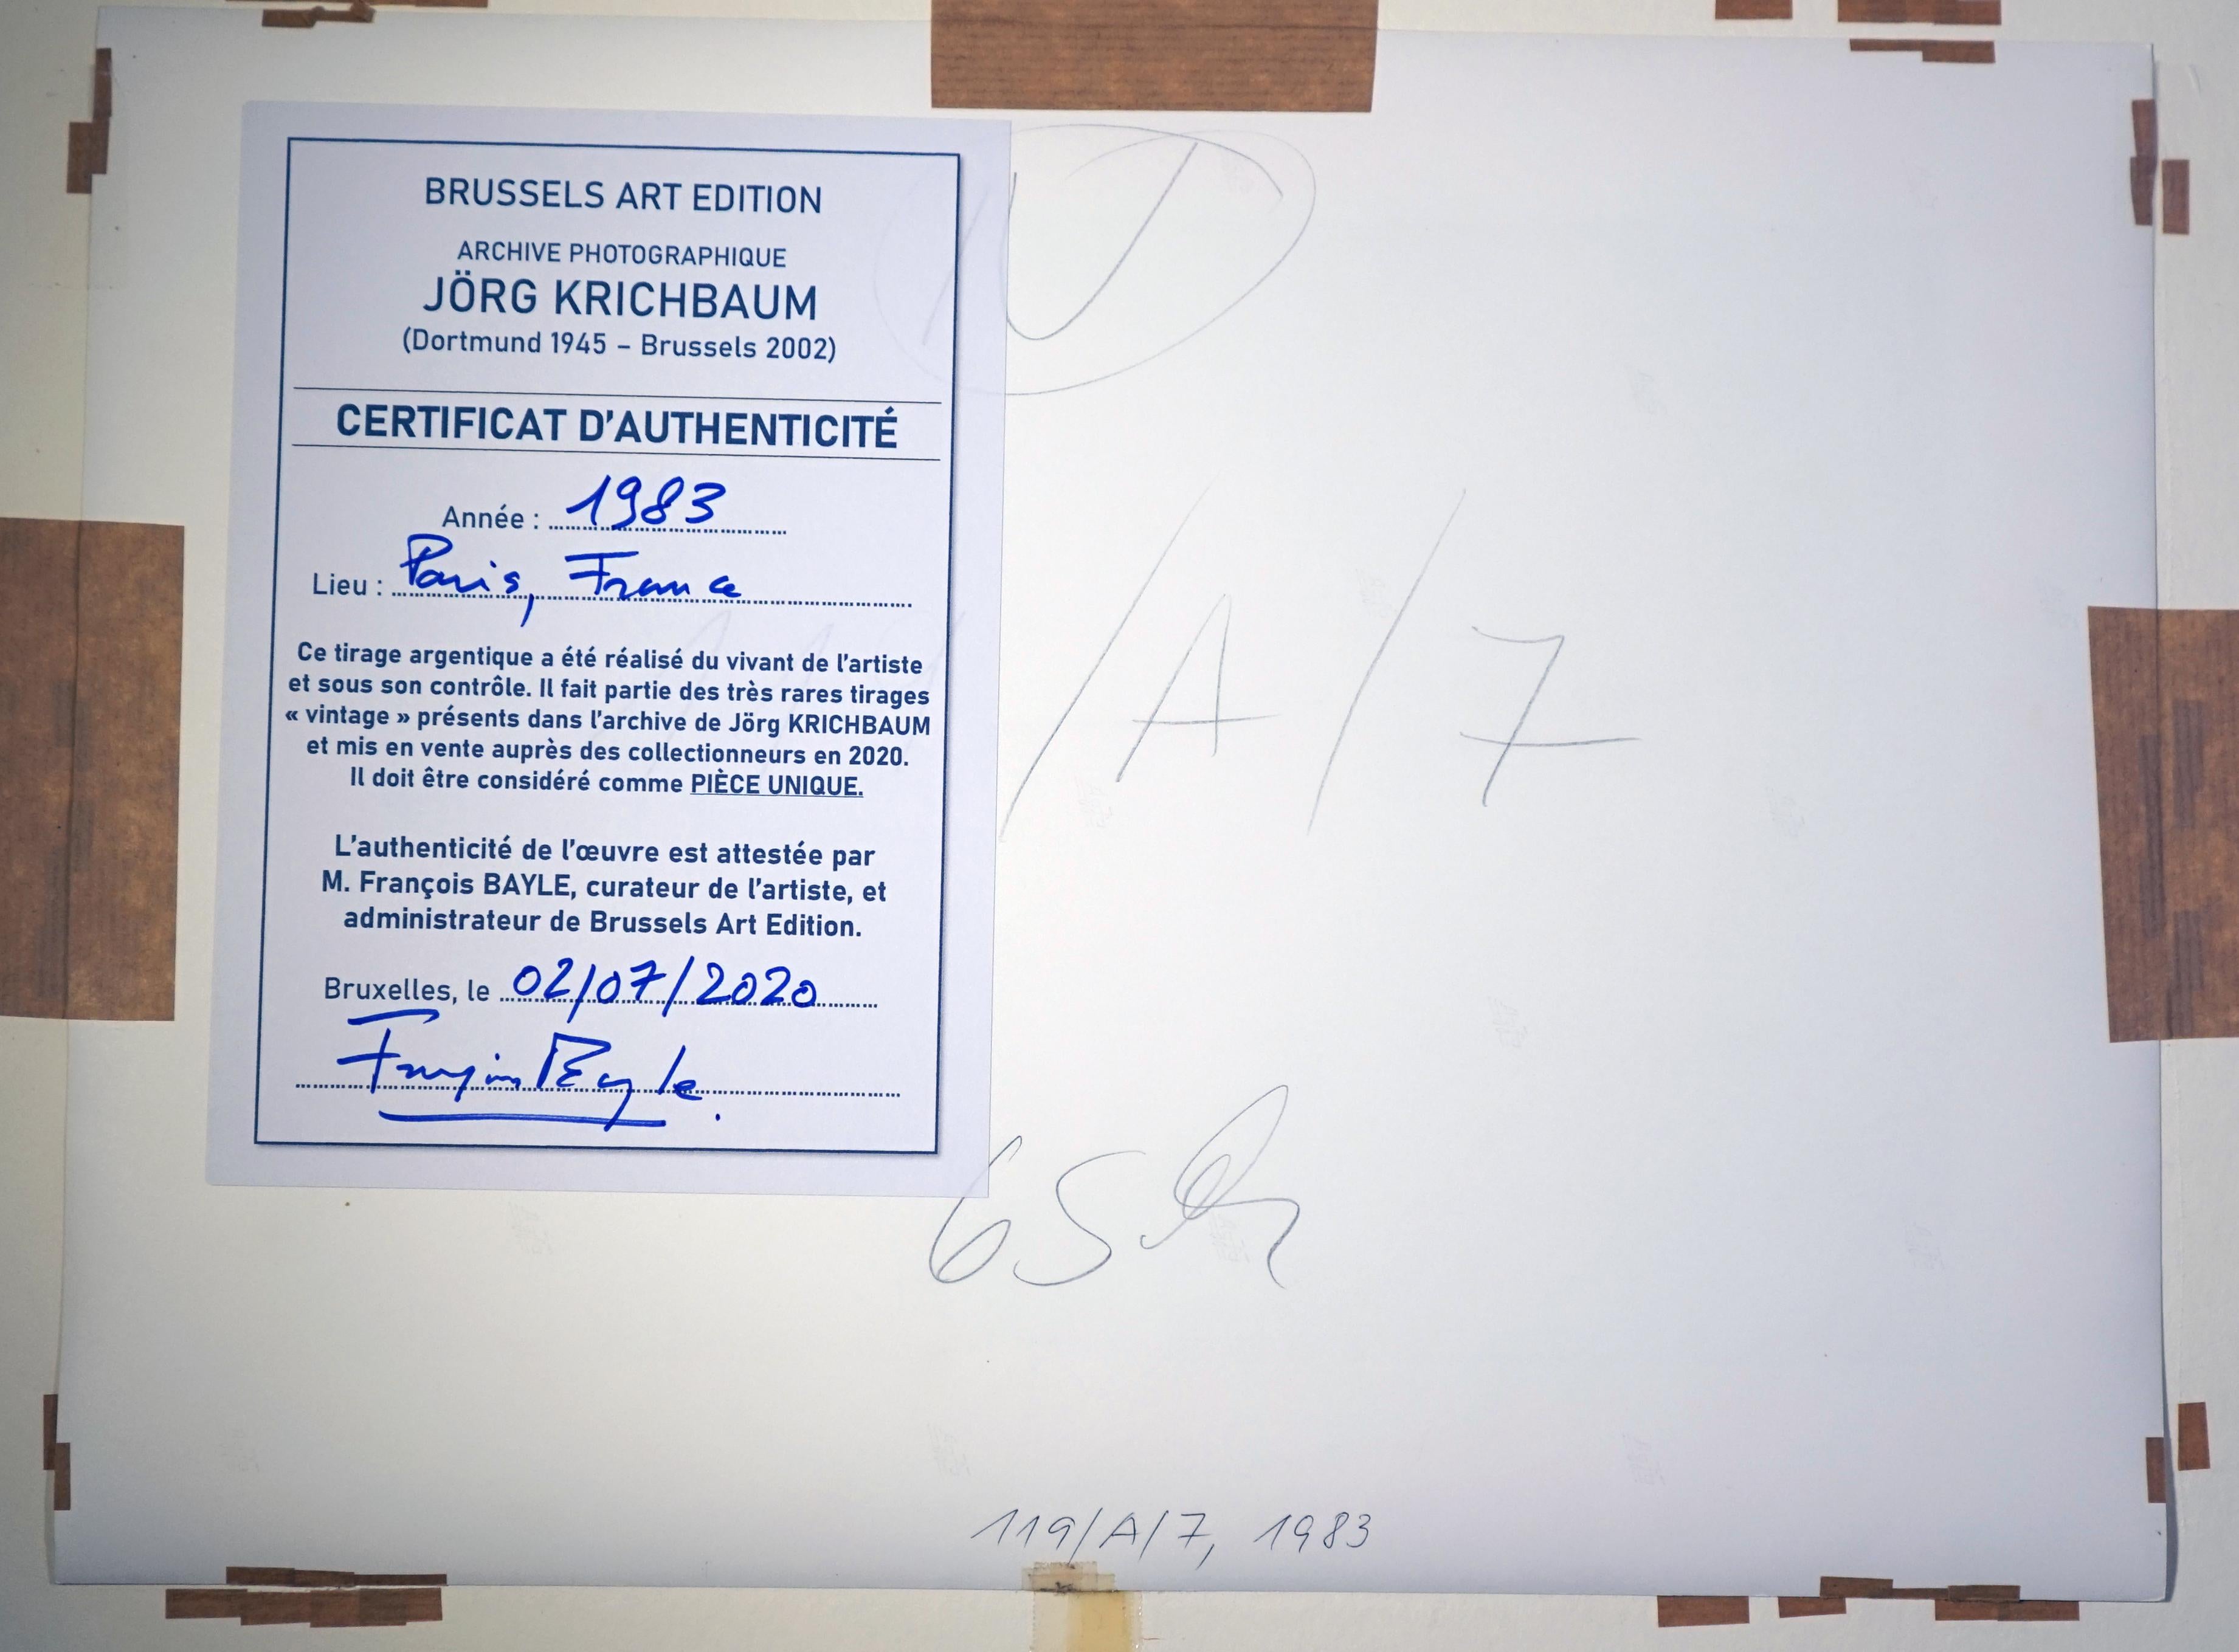 BRUSSELS ART EDITION
ARCHIVE PHOTOGRAPHIQUE
JÖRG KRICHBAUM
(Dortmund 1945 – Brussels 2002)
CERTIFICAT D'AUTHENTICITÉ
Année : 1983
Lieu : Paris, France
Ce tirage argentique a été réalisé du vivant de l'artiste
et sous son contrôle. Il fait partie des très rares tirages
« vintage » présents dans l'archive de Jörg KRICHBAUM
et mis en vente auprès des collectionneurs en 2020.
Il doit être considéré comme PIÈCE UNIQUE.
L'authenticité de l'œuvre est attestée par
M. François BAYLE, curateur de l'artiste, et
administrateur de Brussels Art Edition.
Bruxelles, le 02/07/2020
François Bayle.
/A/7
119/A/7, 1983